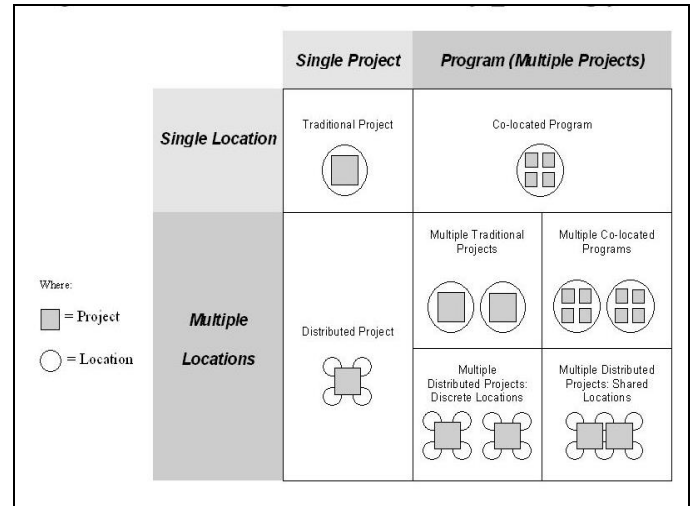 Single Project
Program (Multiple Projects)
Single Location
Traditional Project
Co-located Program
Multiple Traditional
Projects
Multiple Co-located
Programs
Where:
= Project
= Location
Multiple
Locations
Distributed Project
Multiple
Distributed Projects:
Discrete Locations
Multiple Distributed
Projects: Shared
Locations